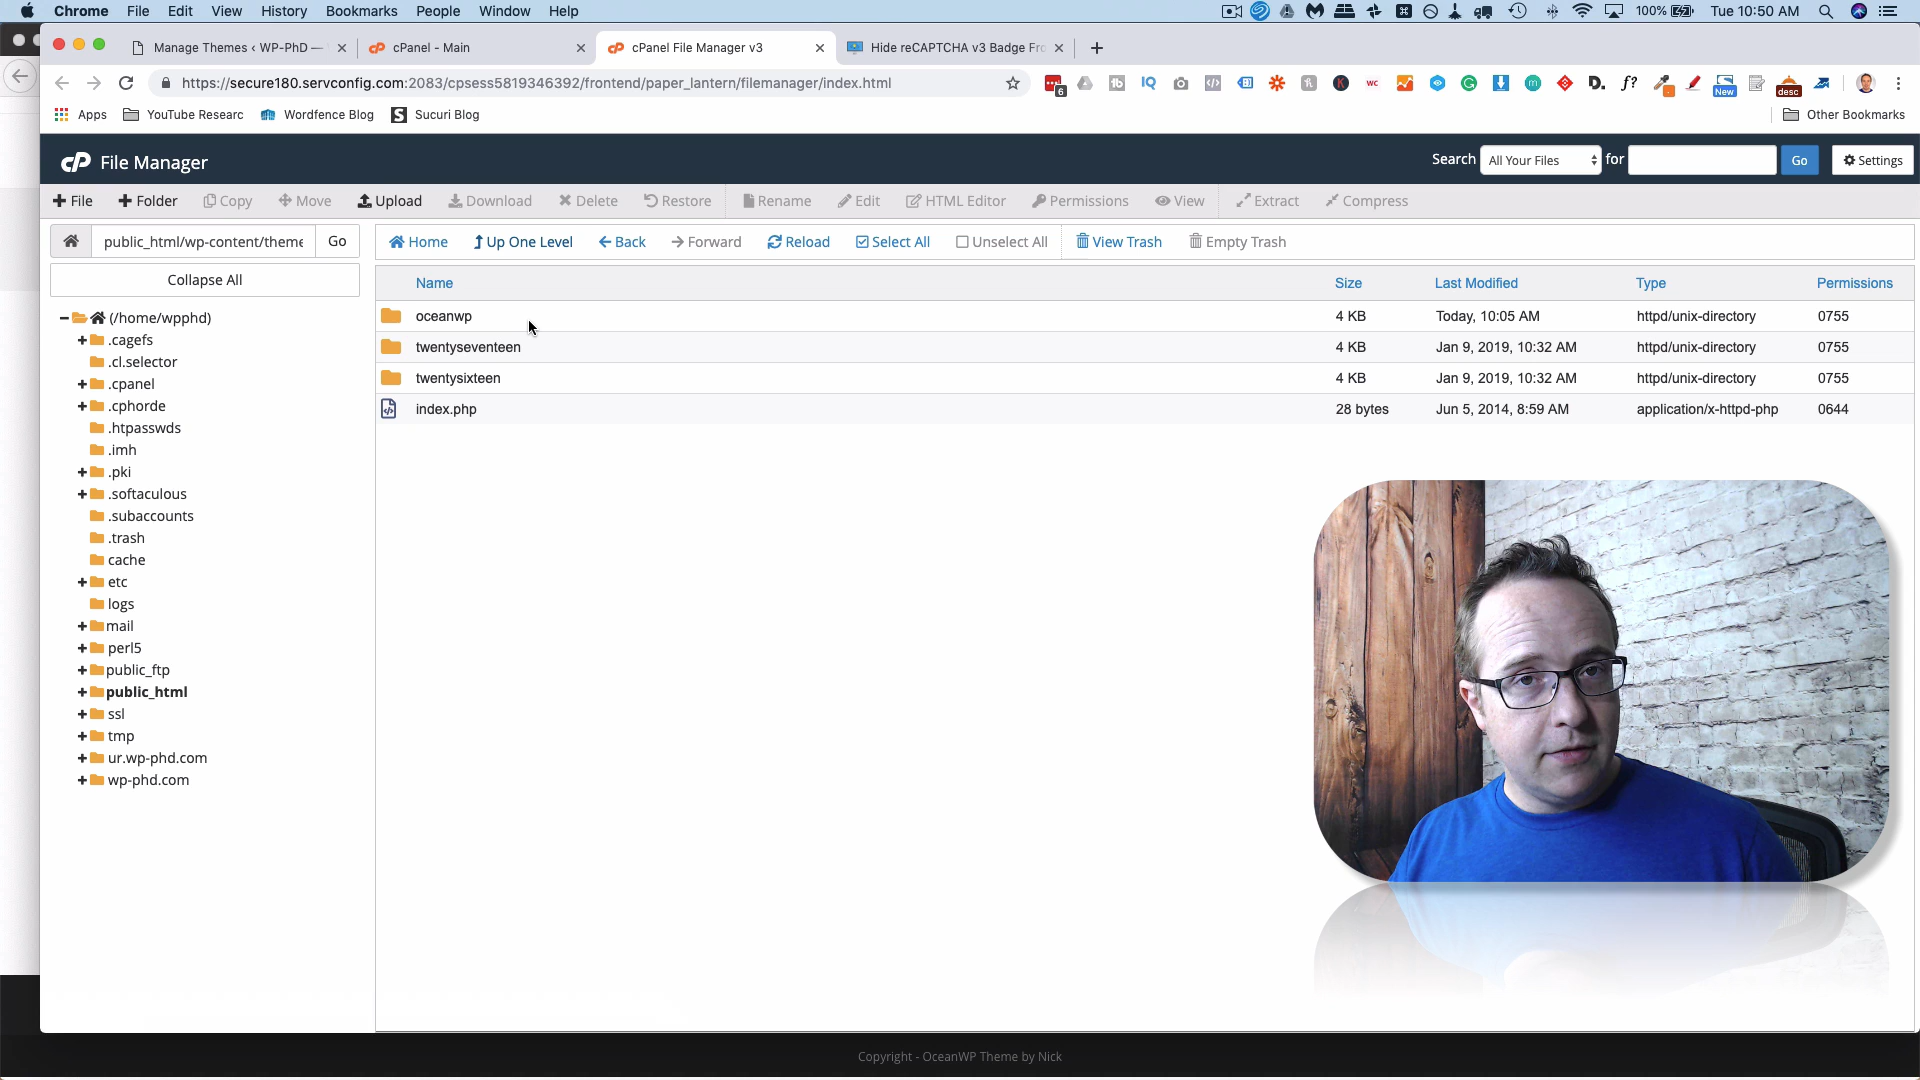 Chrome File Edit View History Bookmarks People Window Help 100% Tue 10:50 AM
Manage Themes ‹ WP-PhD — cPanel - Main cPanel File Manager v3 Hide reCAPTCHA v3 Badge Fro
https://secure180.servconfig.com:2083/cpsess5819346392/frontend/paper_lantern/filemanager/index.html
6 IQ wc D. f? New desc
Apps YouTube Researc Wordfence Blog Sucuri Blog Other Bookmarks
cP File Manager Search All Your Files for Go Settings
File Folder Copy Move Upload Download Delete Restore Rename Edit HTML Editor Permissions View Extract Compress
public_html/wp-content/theme Go Home Up One Level Back Forward Reload Select All Unselect All View Trash Empty Trash
Collapse All
Name Size Last Modified Type Permissions
oceanwp 4 KB Today, 10:05 AM httpd/unix-directory 0755
twentyseventeen 4 KB Jan 9, 2019, 10:32 AM httpd/unix-directory 0755
twentysixteen 4 KB Jan 9, 2019, 10:32 AM httpd/unix-directory 0755
index.php 28 bytes Jun 5, 2014, 8:59 AM application/x-httpd-php 0644
(/home/wpphd)
.cagefs
.cl.selector
.cpanel
.cphorde
.htpasswds
.imh
.pki
.softaculous
.subaccounts
.trash
cache
etc
logs
mail
perl5
public_ftp
public_html
ssl
tmp
ur.wp-phd.com
wp-phd.com
Copyright - OceanWP Theme by Nick